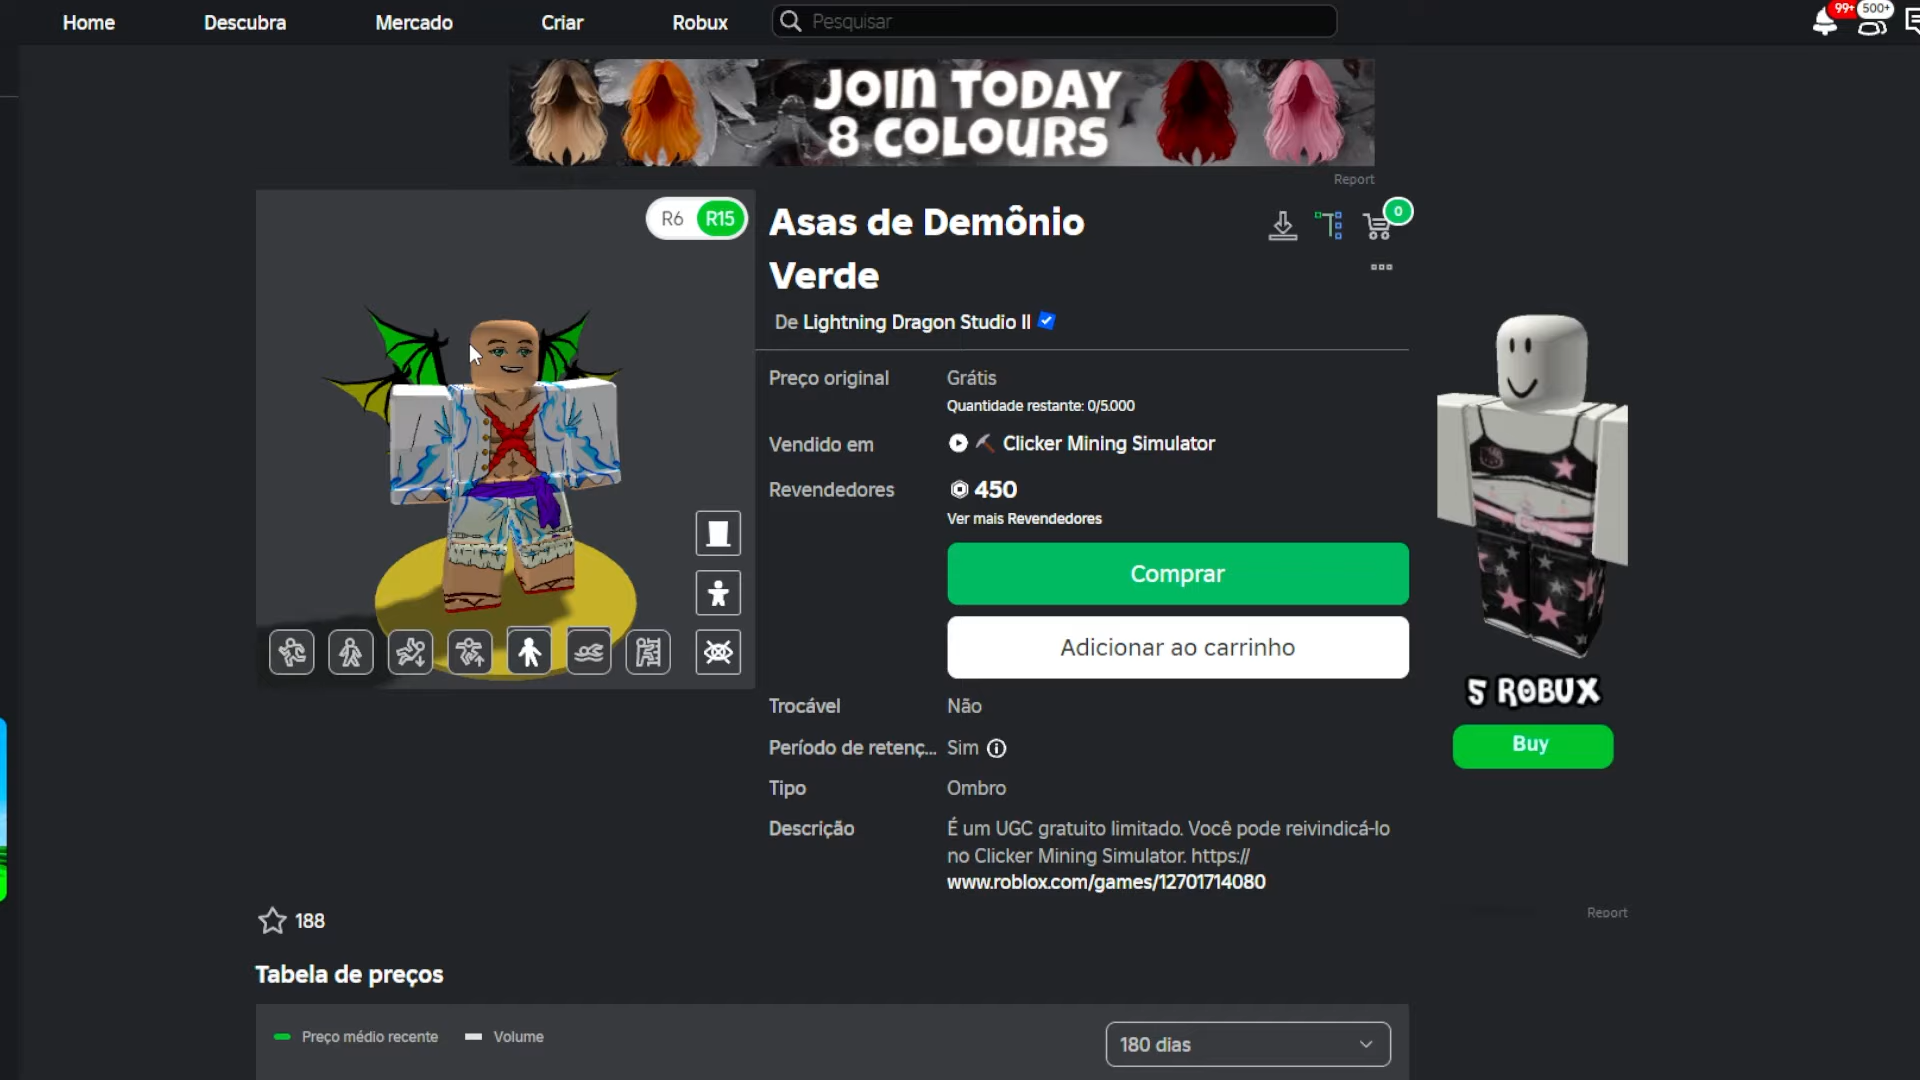 Home
Descubra
Mercado
Criar
Robux
Pesquisar
99+
500+
JOIN TODAY
8 COLOURS
Report
R6
R15
Asas de Demônio
Verde
0
De Lightning Dragon Studio II
Preço original
Grátis
Quantidade restante: 0/5.000
Vendido em
Clicker Mining Simulator
Revendedores
450
Ver mais Revendedores
Comprar
Adicionar ao carrinho
Trocável
Não
Período de retenç...
Sim
Tipo
Ombro
Descrição
É um UGC gratuito limitado. Você pode reivindicá-lo
no Clicker Mining Simulator. https://
www.roblox.com/games/12701714080
5 ROBUX
Buy
Report
188
Tabela de preços
Preço médio recente
Volume
180 dias